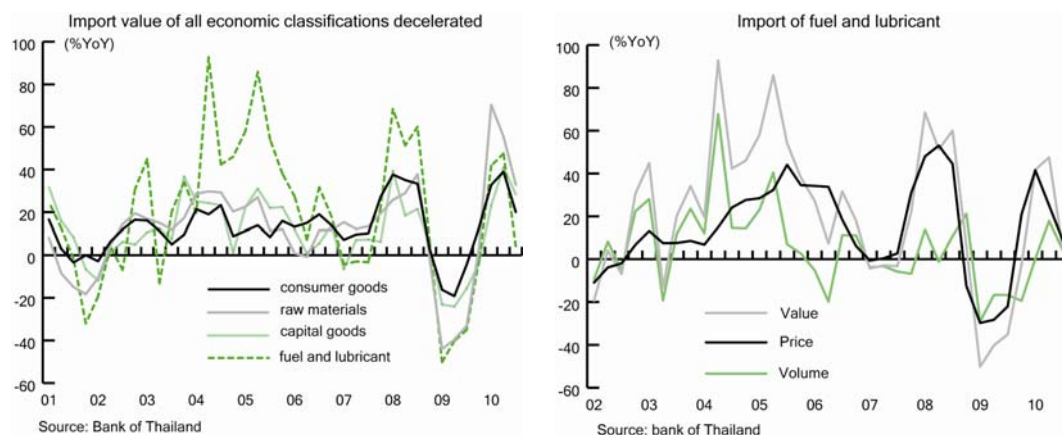 Import value of all economic classifications decelerated
(%YoY)
100
80
60
40
20
0
-20
-40
-60
consumer goods
raw materials
capital goods
fuel and lubricant
01 02 03 04 05 06 07 08 09 10
Source: Bank of Thailand
Import of fuel and lubricant
(%YoY)
100
80
60
40
20
0
-20
-40
-60
Value
Price
Volume
02 03 04 05 06 07 08 09 10
Source: bank of Thailand